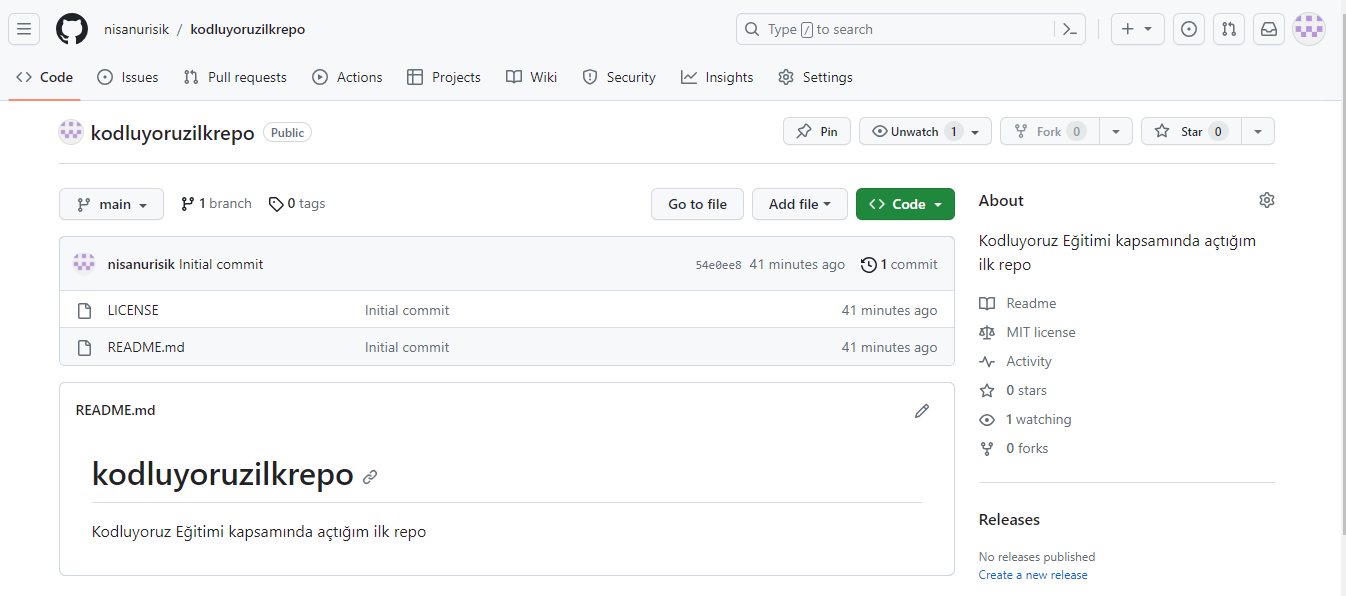 nisanurisik / kodluyoruzilkrepo
Type / to search
Code Issues Pull requests Actions Projects Wiki Security Insights Settings
kodluyoruzilkrepo Public
Pin Unwatch 1 Fork 0 Star 0
main 1 branch 0 tags Go to file Add file Code
nisanurisik Initial commit 54e0ee8 41 minutes ago 1 commit
LICENSE Initial commit 41 minutes ago
README.md Initial commit 41 minutes ago
README.md
kodluyoruzilkrepo
Kodluyoruz Eğitimi kapsamında açtığım ilk repo
About
Kodluyoruz Eğitimi kapsamında açtığım
ilk repo
Readme
MIT license
Activity
0 stars
1 watching
0 forks
Releases
No releases published
Create a new release